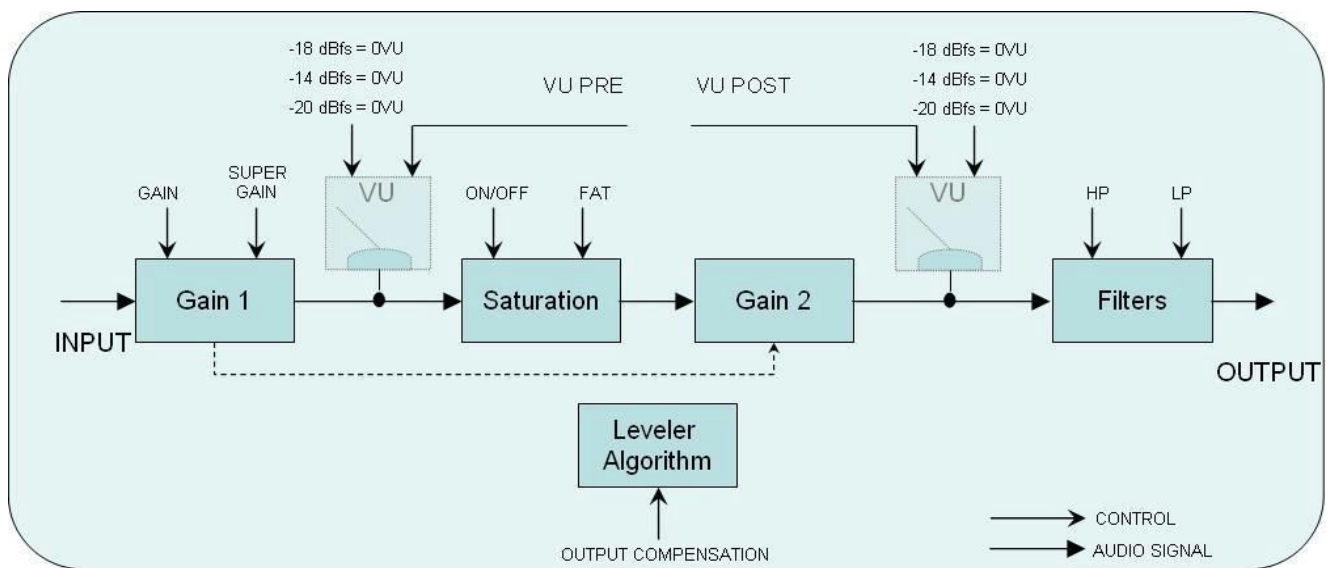 -18 dBfs = 0VU
-14 dBfs = 0VU
-20 dBfs = 0VU
VU PRE
VU POST
-18 dBfs = 0VU
-14 dBfs = 0VU
-20 dBfs = 0VU
GAIN
SUPER
GAIN
VU
ON/OFF
FAT
VU
HP
LP
Gain 1
Saturation
Gain 2
Filters
INPUT
OUTPUT
Leveler
Algorithm
OUTPUT COMPENSATION
CONTROL
AUDIO SIGNAL